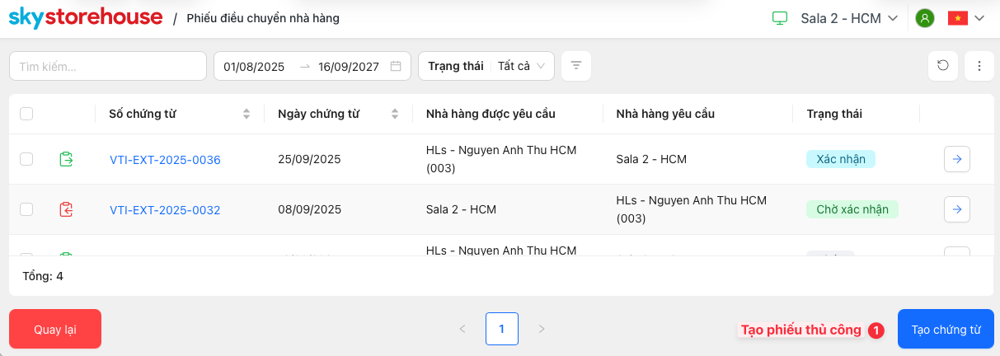 skystorehouse / Phiếu điều chuyển nhà hàng Sala 2 - HCM
Tìm kiếm... 01/08/2025 → 16/09/2027 Trạng thái Tất cả
Số chứng từ Ngày chứng từ Nhà hàng được yêu cầu Nhà hàng yêu cầu Trạng thái
VTI-EXT-2025-0036 25/09/2025 HLs - Nguyen Anh Thu HCM (003) Sala 2 - HCM Xác nhận
VTI-EXT-2025-0032 08/09/2025 Sala 2 - HCM HLs - Nguyen Anh Thu HCM (003) Chờ xác nhận
HLs - Nguyen Anh Thu HCM
Tổng: 4
Quay lại < 1 > Tạo phiếu thủ công 1 Tạo chứng từ